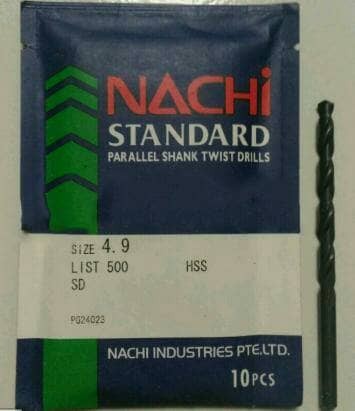 NACHi
STANDARD
PARALLEL SHANK TWIST DRILLS
SIZE 4.9
LIST 500 HSS
SD
PG24023
NACHI INDUSTRIES PTE.LTD.
10PCS